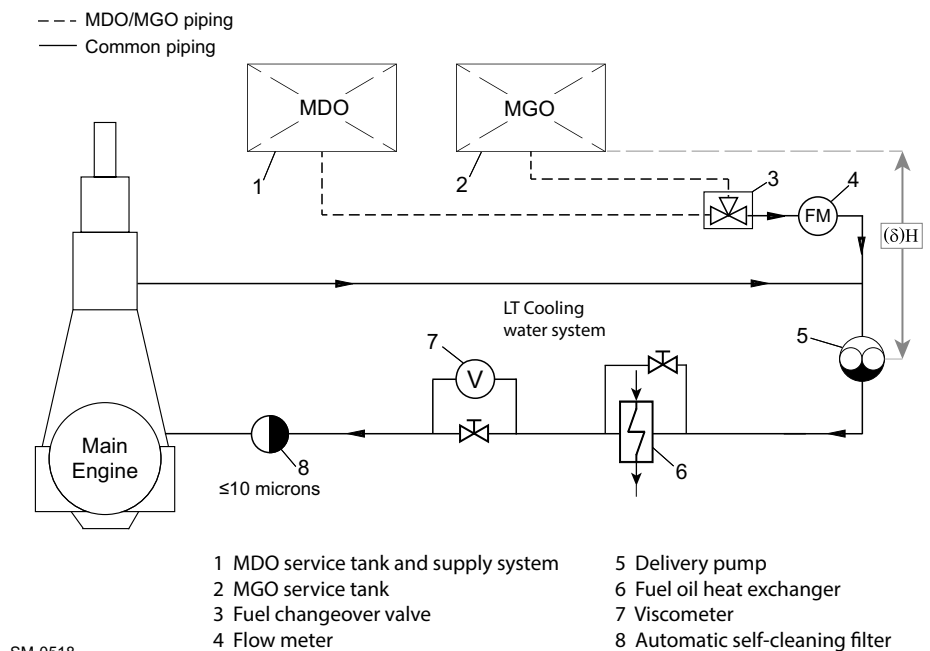 MDO/MGO piping
Common piping
MDO
MGO
1
2
3
4
FM
(δ)H
LT Cooling
water system
5
7
V
6
Main
Engine
8
≤10 microns
1 MDO service tank and supply system
2 MGO service tank
3 Fuel changeover valve
4 Flow meter
5 Delivery pump
6 Fuel oil heat exchanger
7 Viscometer
8 Automatic self-cleaning filter
SM-0518